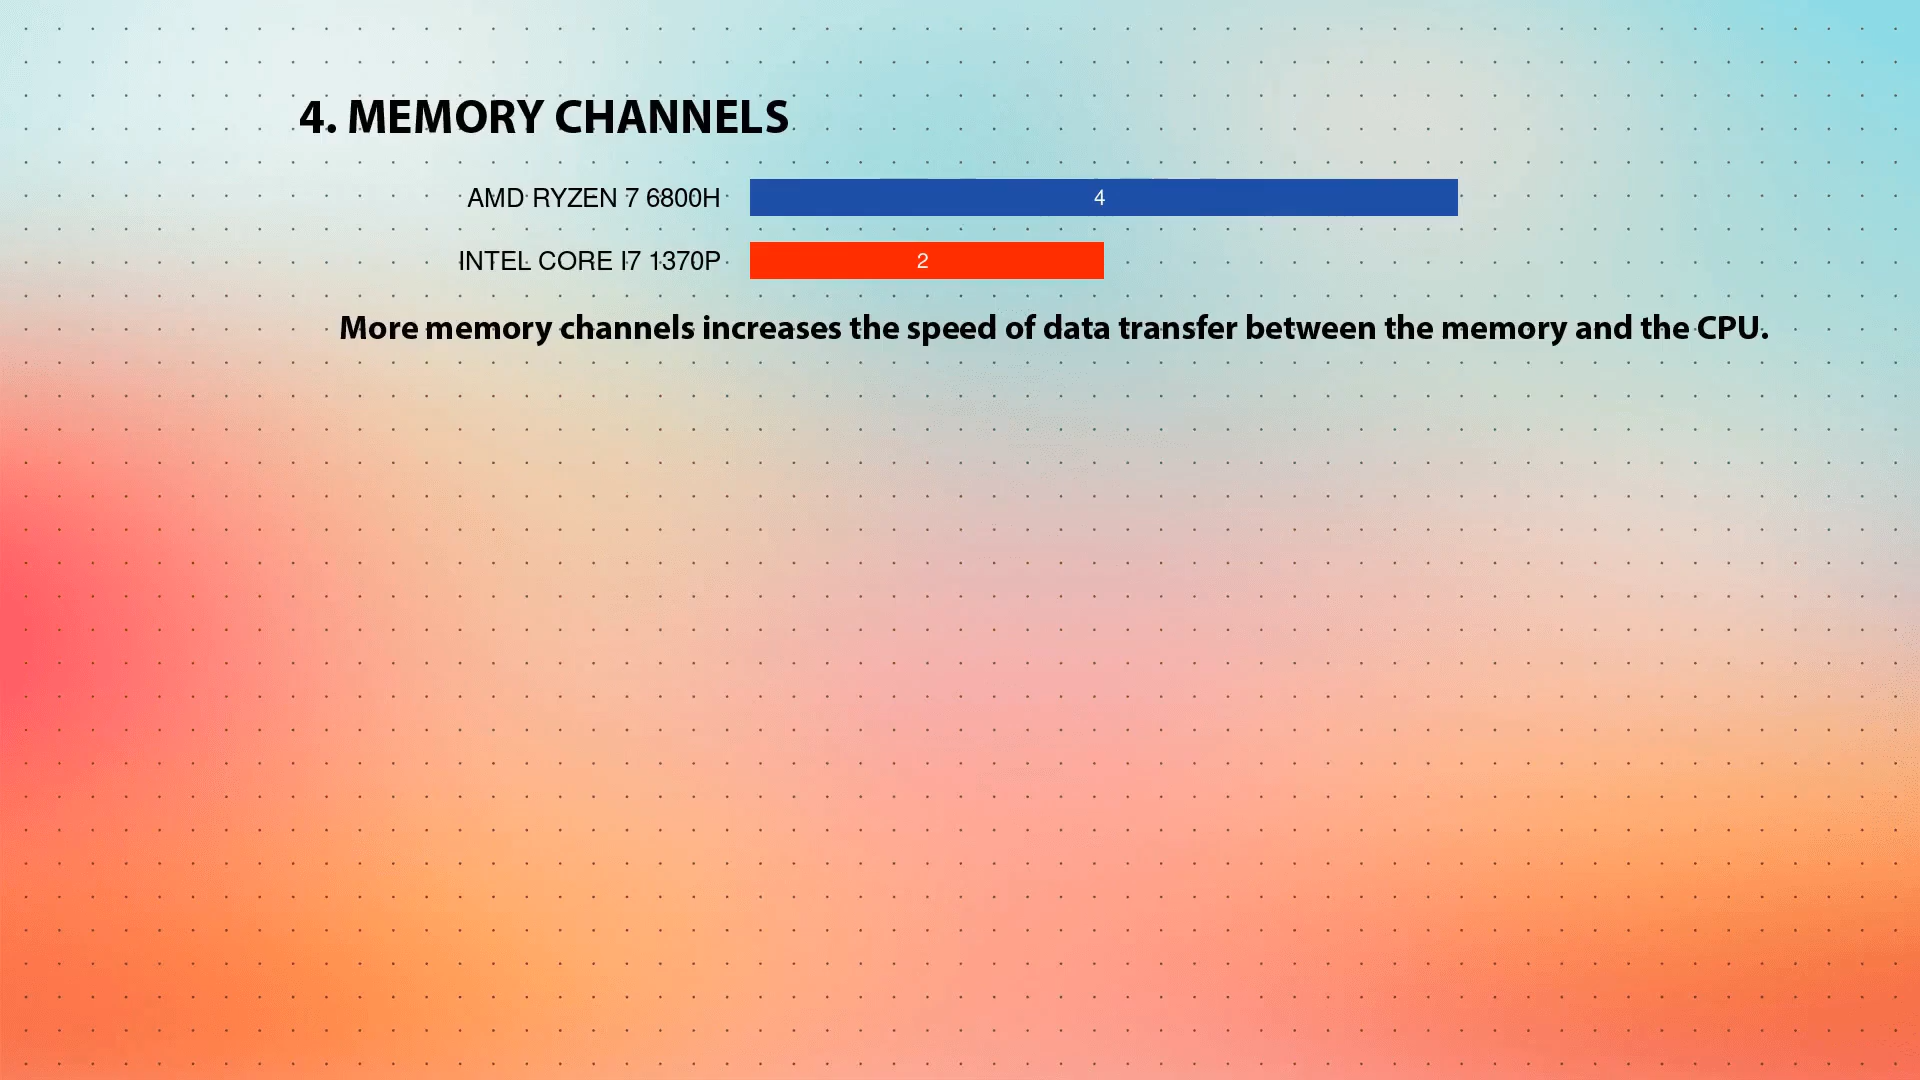 4. MEMORY CHANNELS
AMD RYZEN 7 6800H
4
INTEL CORE I7 1370P
2
More memory channels increases the speed of data transfer between the memory and the CPU.